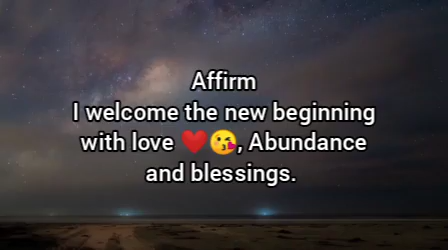 Affirm
I welcome the new beginning
with love ❤️😘, Abundance
and blessings.